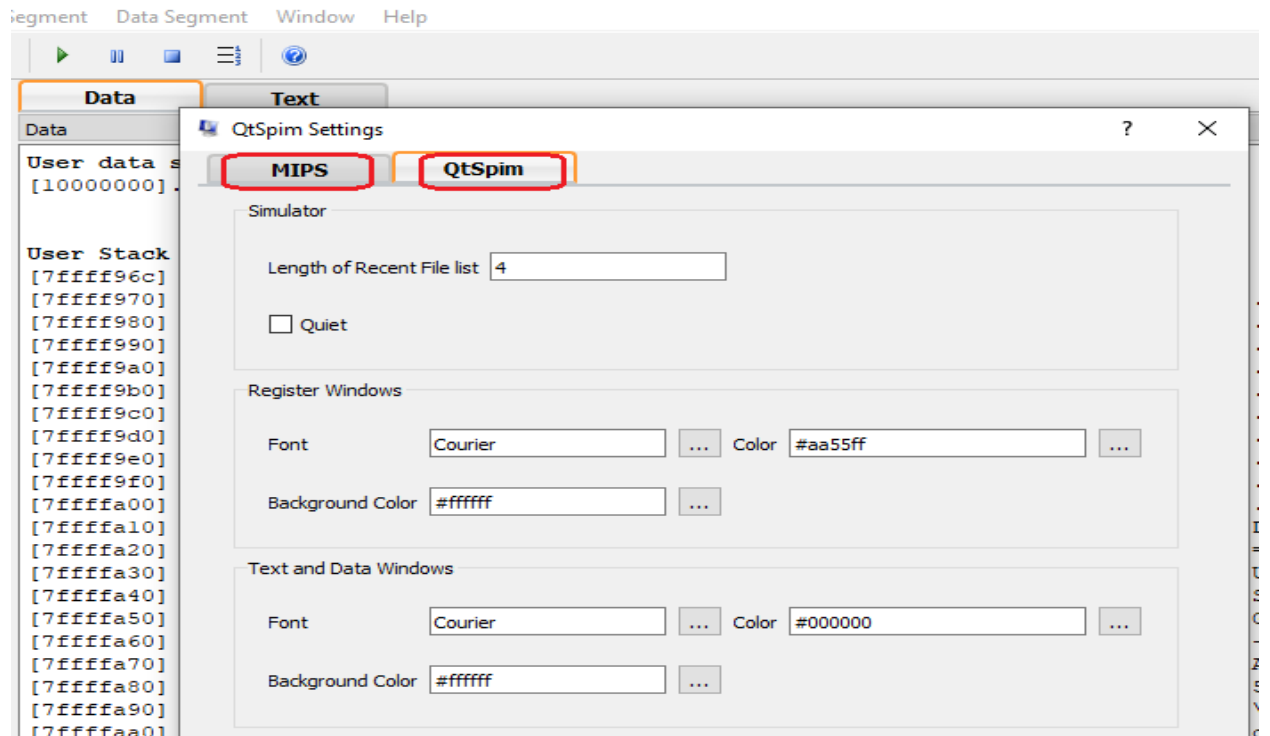 Segment Data Segment Window Help
Data Text
Data
QtSpim Settings ?
User data s
MIPS QtSpim
[10000000].
Simulator
User Stack
Length of Recent File list 4
[7ffff96c]
[7ffff970]
[7ffff980]
Quiet
[7ffff990]
[7ffff9a0]
[7ffff9b0]
Register Windows
[7ffff9c0]
[7ffff9d0]
Font Courier ... Color #aa55ff ...
[7ffff9e0]
[7ffff9f0]
[7ffffa00]
Background Color #ffffff ...
[7ffffa10]
[7ffffa20]
[7ffffa30]
Text and Data Windows
[7ffffa40]
[7ffffa50]
Font Courier ... Color #000000 ...
[7ffffa60]
[7ffffa70]
[7ffffa80]
Background Color #ffffff ...
[7ffffa90]
[7ffffaa0]